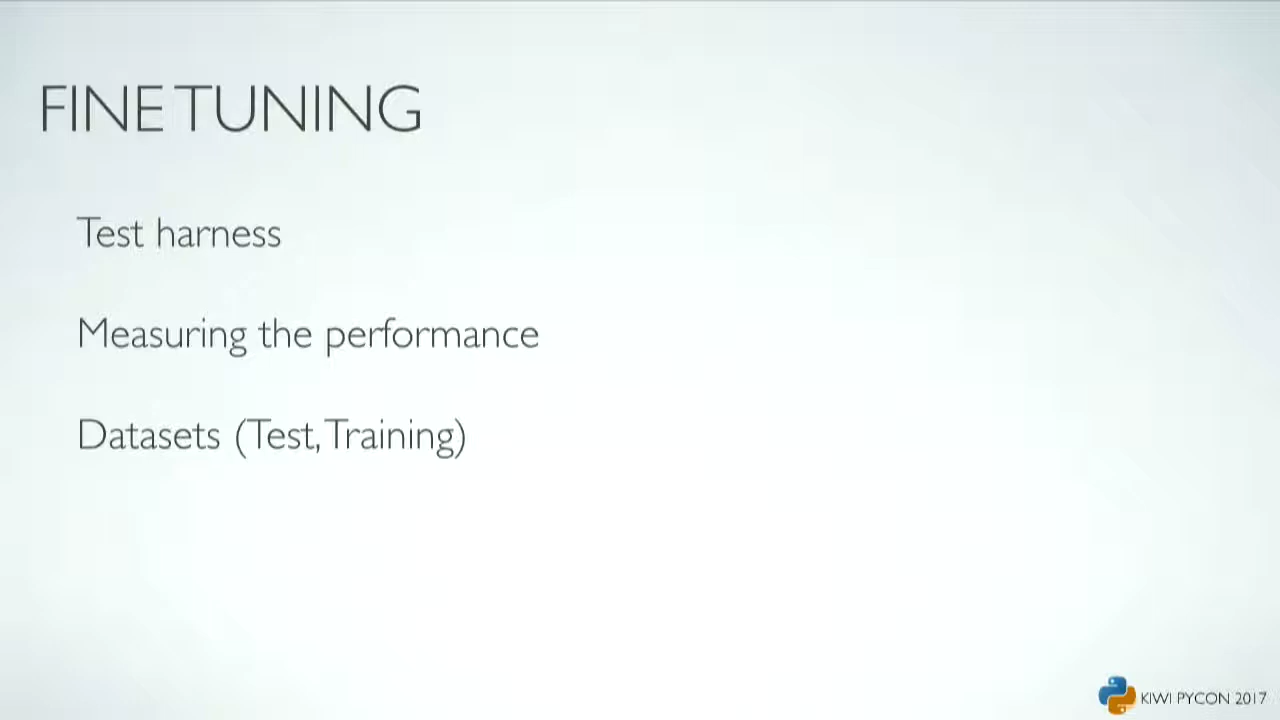 FINE TUNING
Test harness
Measuring the performance
Datasets (Test, Training)
KIWI PYCON 2017